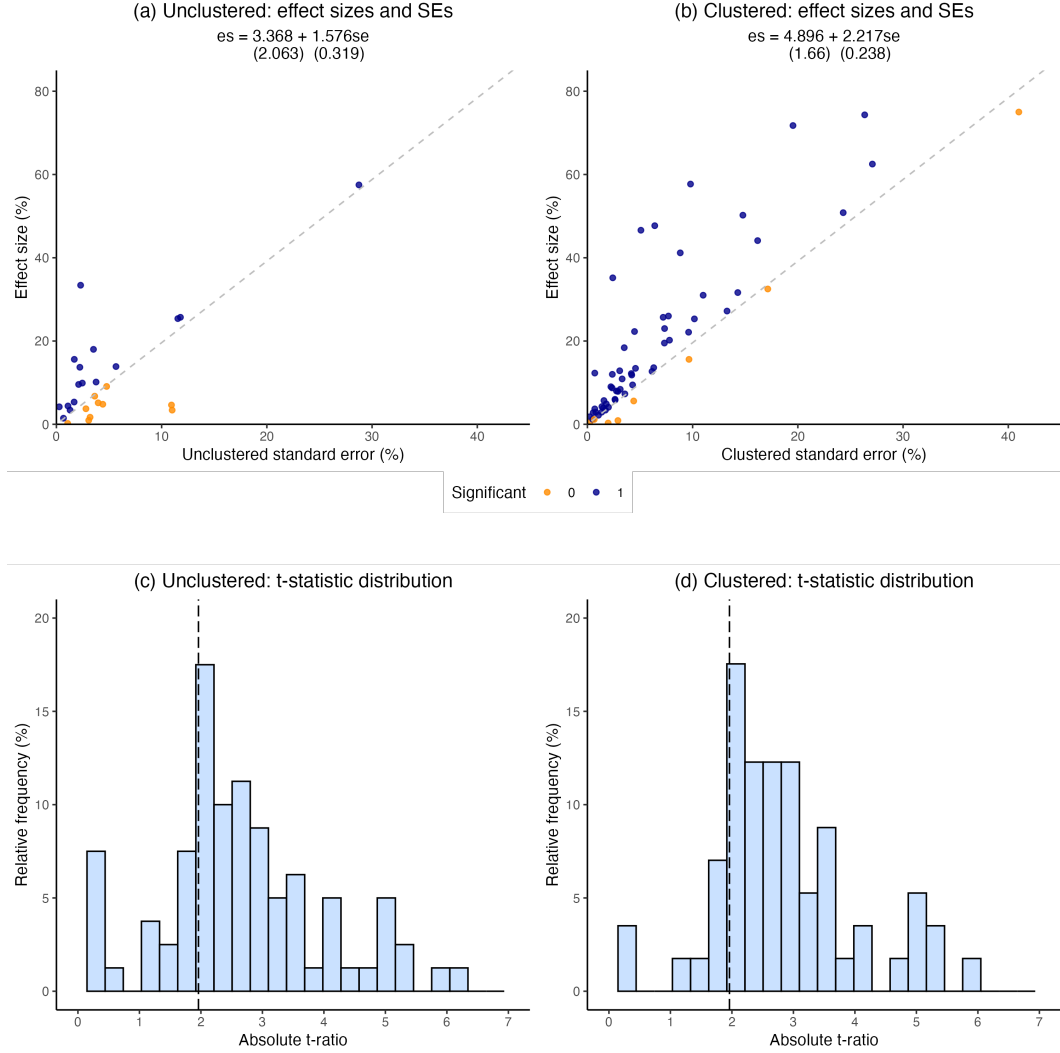 (a) Unclustered: effect sizes and SEs
es = 3.368 + 1.576se
(2.063) (0.319)
80
60
40
20
0
Effect size (%)
0 10 20 30 40
Unclustered standard error (%)
(b) Clustered: effect sizes and SEs
es = 4.896 + 2.217se
(1.66) (0.238)
80
60
40
20
0
Effect size (%)
0 10 20 30 40
Clustered standard error (%)
Significant 0 1
(c) Unclustered: t-statistic distribution
20
15
10
5
0
Relative frequency (%)
0 1 2 3 4 5 6 7
Absolute t-ratio
(d) Clustered: t-statistic distribution
20
15
10
5
0
Relative frequency (%)
0 1 2 3 4 5 6 7
Absolute t-ratio